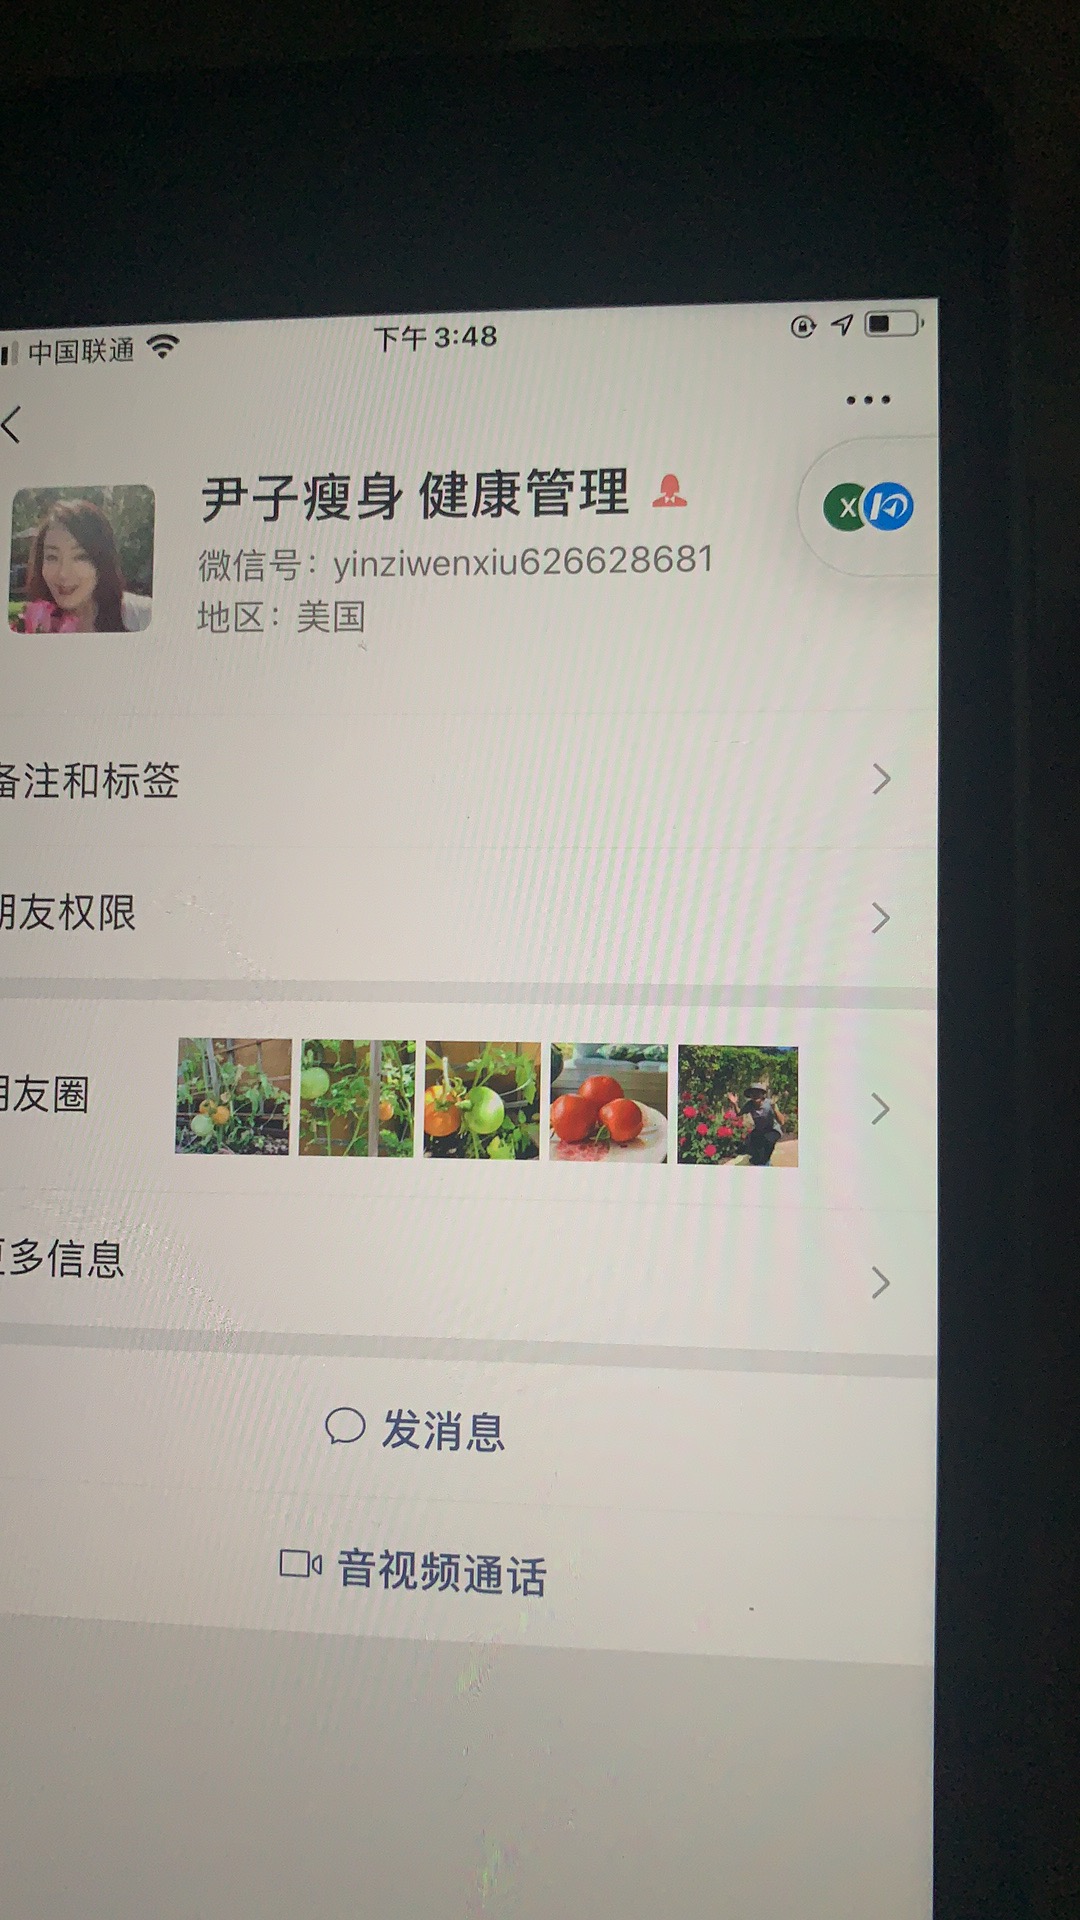 中国联通
下午 3:48
尹子瘦身 健康管理
微信号：yinziwenxiu626628681
地区：美国
备注和标签
朋友权限
朋友圈
更多信息
发消息
音视频通话